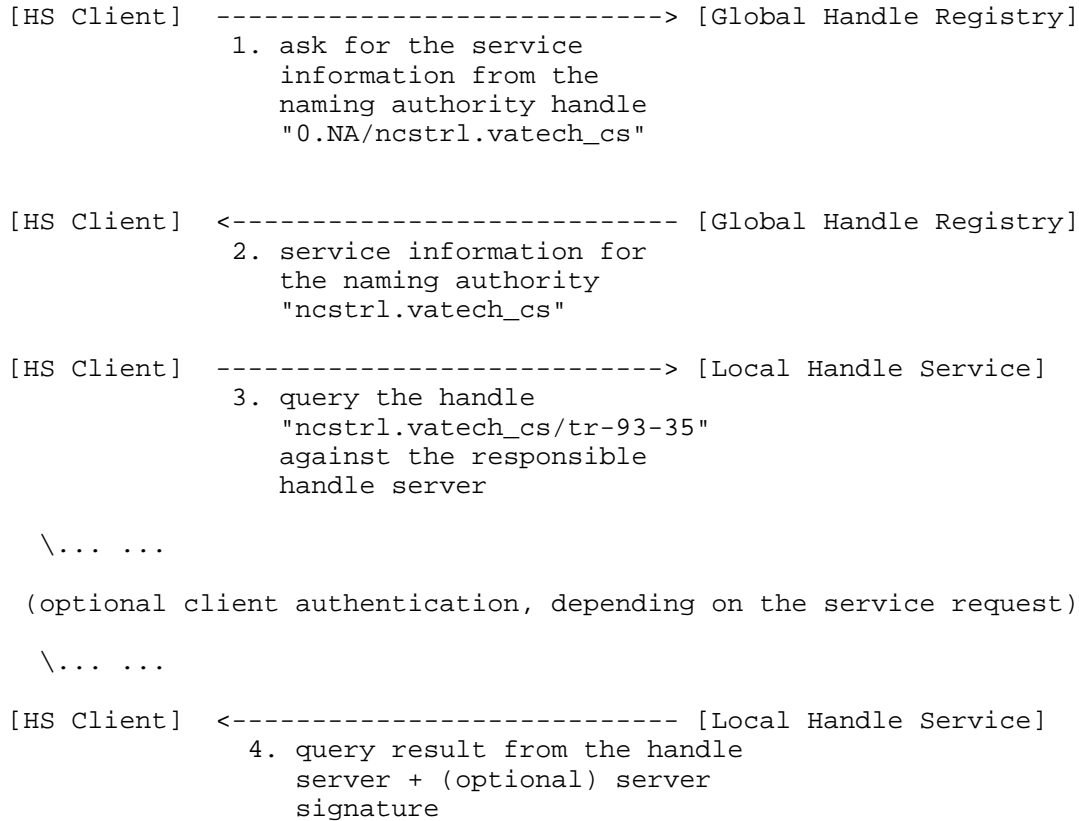 [HS Client] ----------------------------> [Global Handle Registry]
1. ask for the service
information from the
naming authority handle
"0.NA/ncstrl.vatech_cs"
[HS Client] <---------------------------- [Global Handle Registry]
2. service information for
the naming authority
"ncstrl.vatech_cs"
[HS Client] ----------------------------> [Local Handle Service]
3. query the handle
"ncstrl.vatech_cs/tr-93-35"
against the responsible
handle server
\... ...
(optional client authentication, depending on the service request)
\... ...
[HS Client] <---------------------------- [Local Handle Service]
4. query result from the handle
server + (optional) server
signature